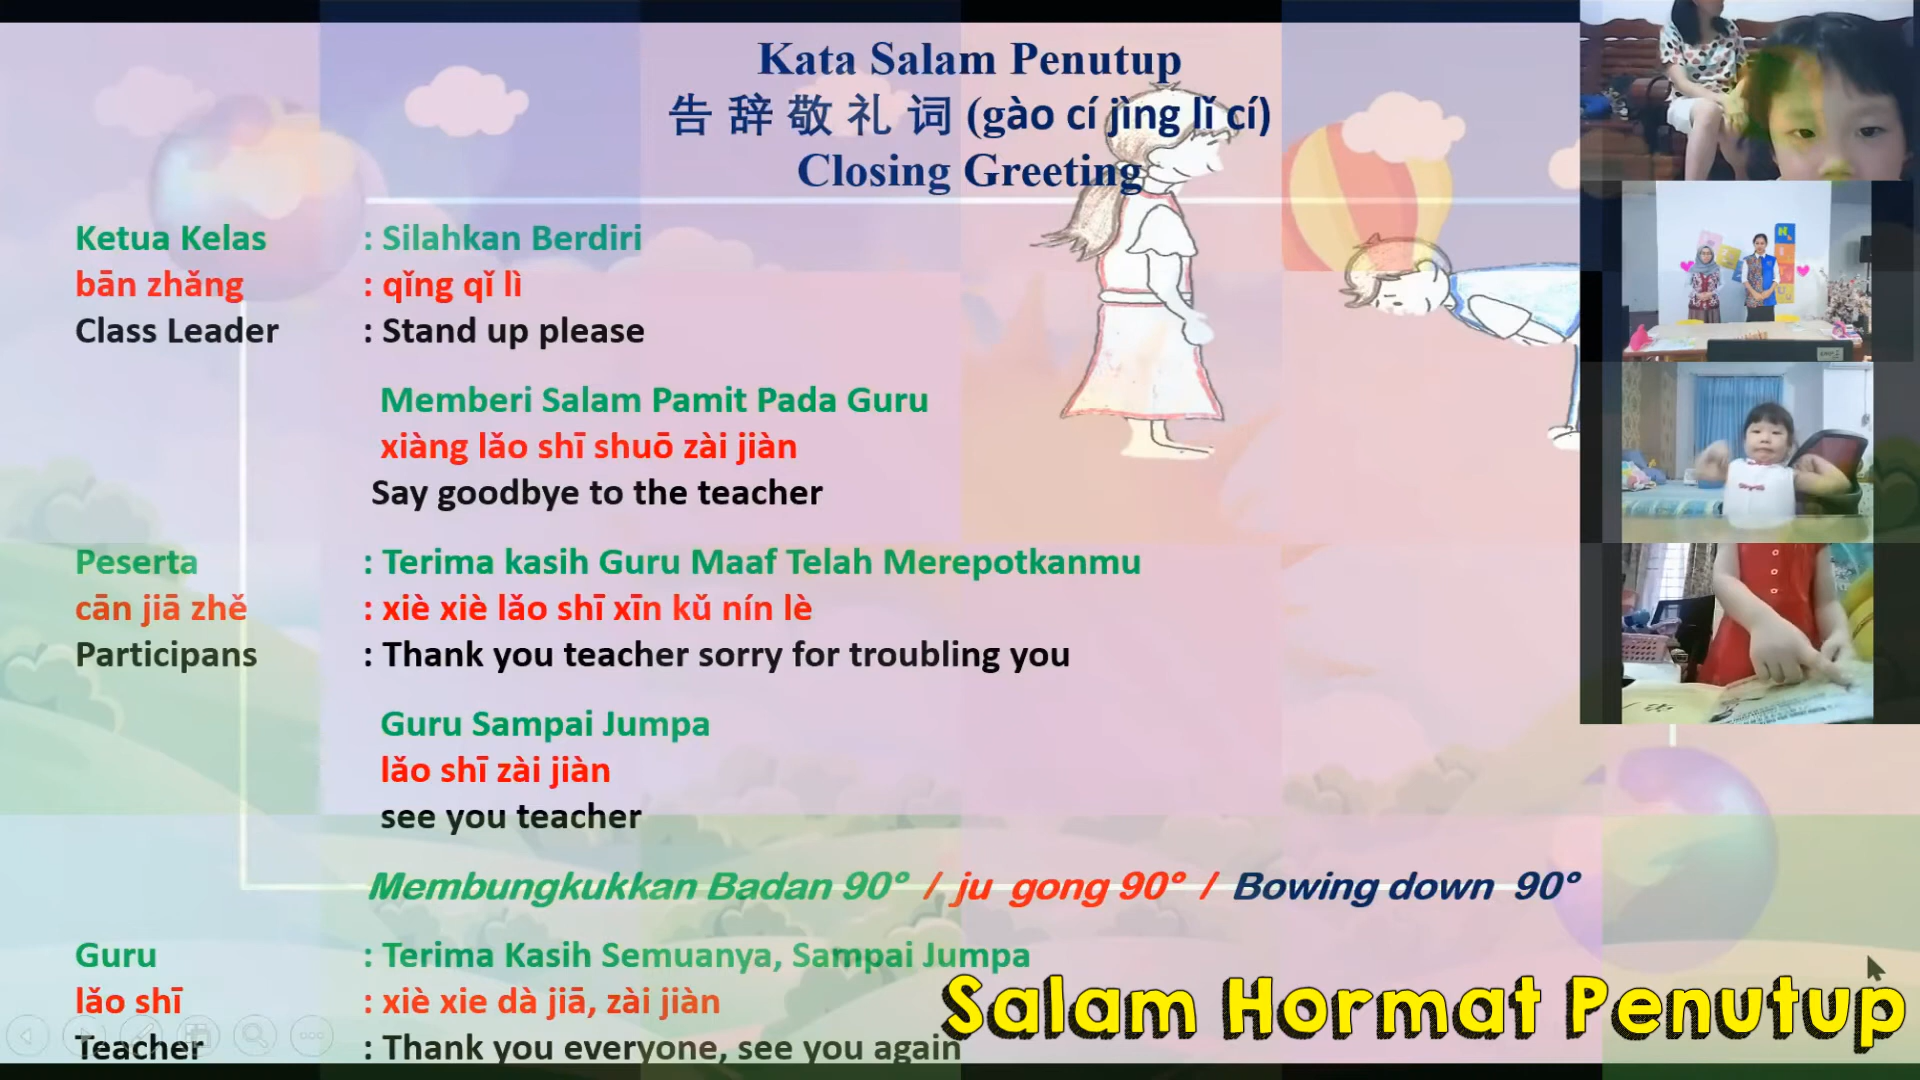 Kata Salam Penutup
告 辞 敬 礼 词 (gào cí jìng lǐ cí)
Closing Greeting
Ketua Kelas : Silahkan Berdiri
bān zhǎng : qǐng qǐ lì
Class Leader : Stand up please
Memberi Salam Pamit Pada Guru
xiàng lǎo shī shuō zài jiàn
Say goodbye to the teacher
Peserta : Terima kasih Guru Maaf Telah Merepotkanmu
cān jiā zhě : xiè xiè lǎo shī xīn kǔ nín lè
Participans : Thank you teacher sorry for troubling you
Guru Sampai Jumpa
lǎo shī zài jiàn
see you teacher
Membungkukkan Badan 90° / ju gong 90° / Bowing down 90°
Guru : Terima Kasih Semuanya, Sampai Jumpa
lǎo shī : xiè xie dà jiā, zài jiàn
Teacher : Thank you everyone, see you again
Salam Hormat Penutup